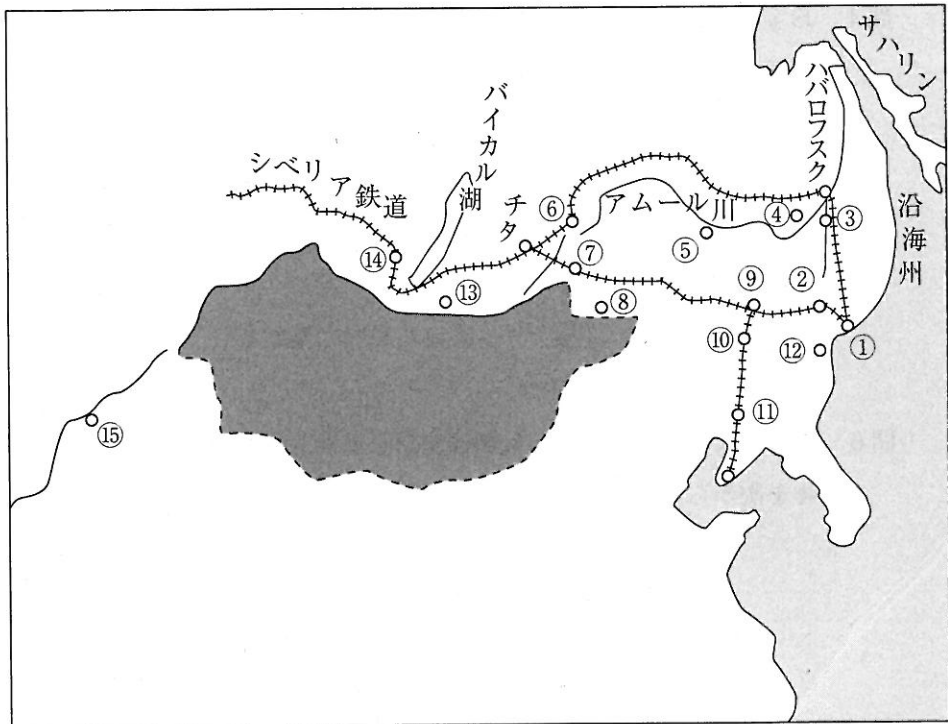 サハリン
ハバロフスク
バイカル湖
シベリア鉄道
チタ
アムール川
沿海州
⑥
④
③
⑤
⑭
⑦
⑬
⑧
⑨
②
①
⑩
⑫
⑪
⑮